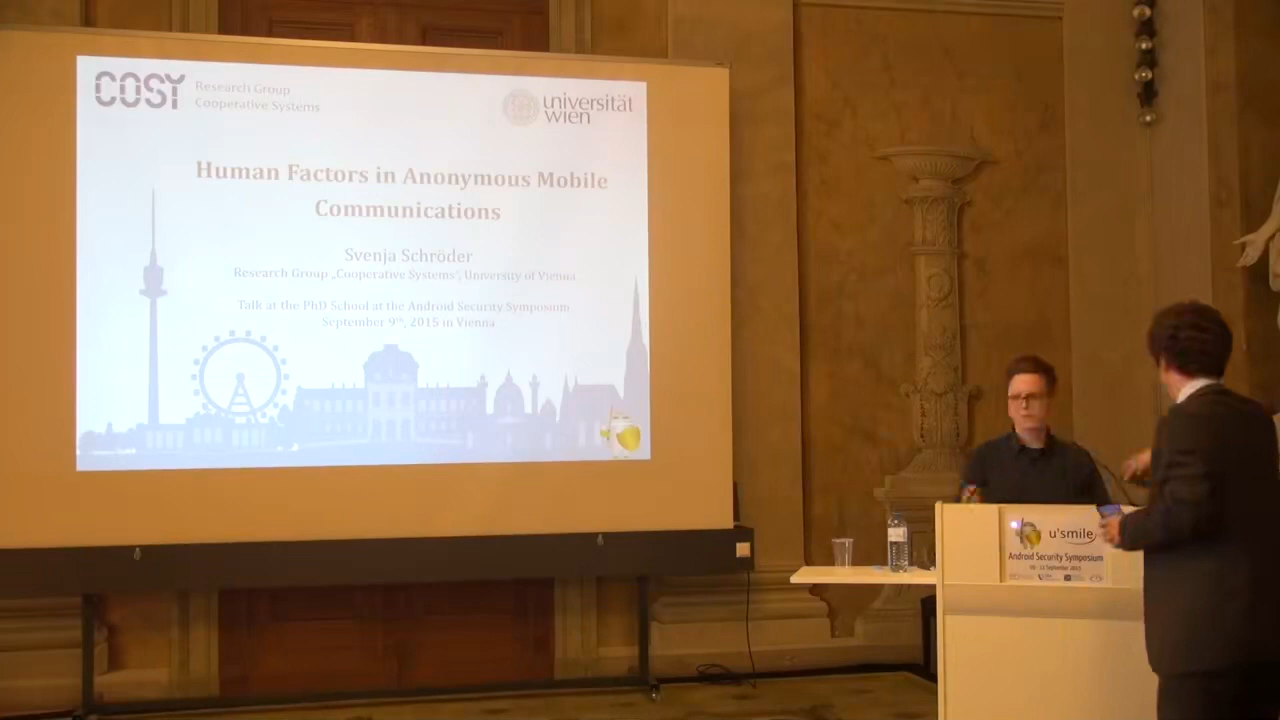 COSY
Research Group
Cooperative Systems
universität
wien
Human Factors in Anonymous Mobile
Communications
Svenja Schröder
Research Group „Cooperative Systems“, University of Vienna
Talk at the PhD School at the Android Security Symposium
September 9th, 2015 in Vienna
u'smile
Android Security Symposium
September 2015